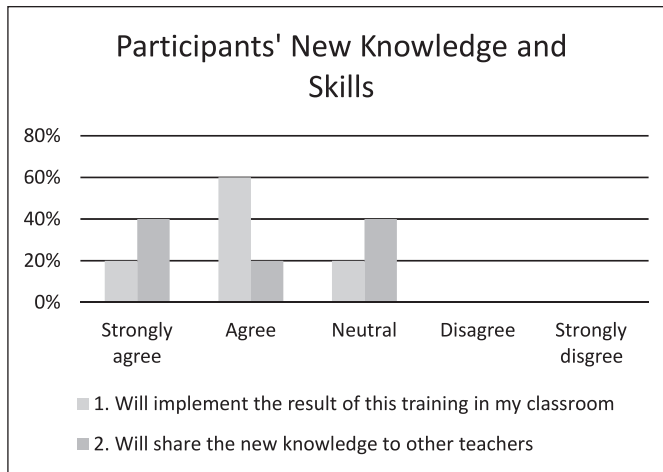 Participants' New Knowledge and
Skills
80%
60%
40%
20%
0%
Strongly
agree
Agree
Neutral
Disagree
Strongly
disgree
1. Will implement the result of this training in my classroom
2. Will share the new knowledge to other teachers